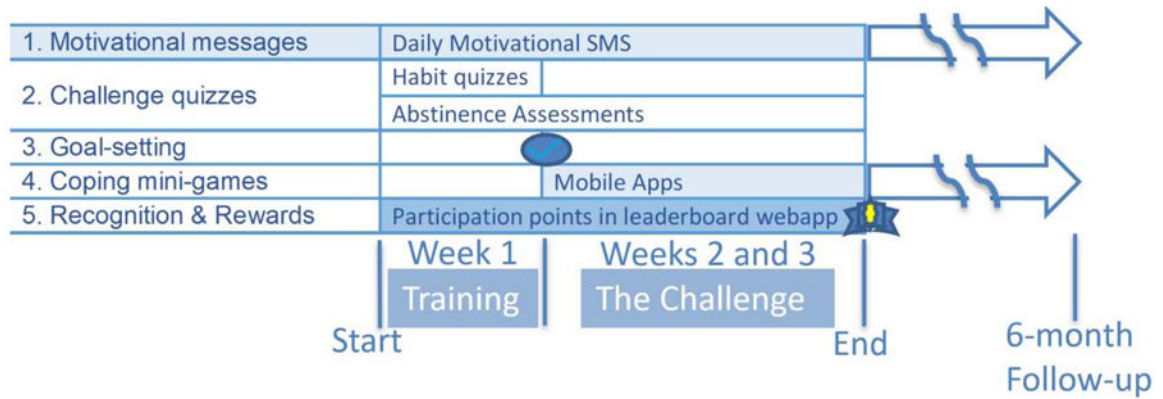 1. Motivational messages
Daily Motivational SMS
2. Challenge quizzes
Habit quizzes
Abstinence Assessments
3. Goal-setting
4. Coping mini-games
Mobile Apps
5. Recognition & Rewards
Participation points in leaderboard webapp
Week 1
Weeks 2 and 3
Training
The Challenge
Start
End
6-month
Follow-up